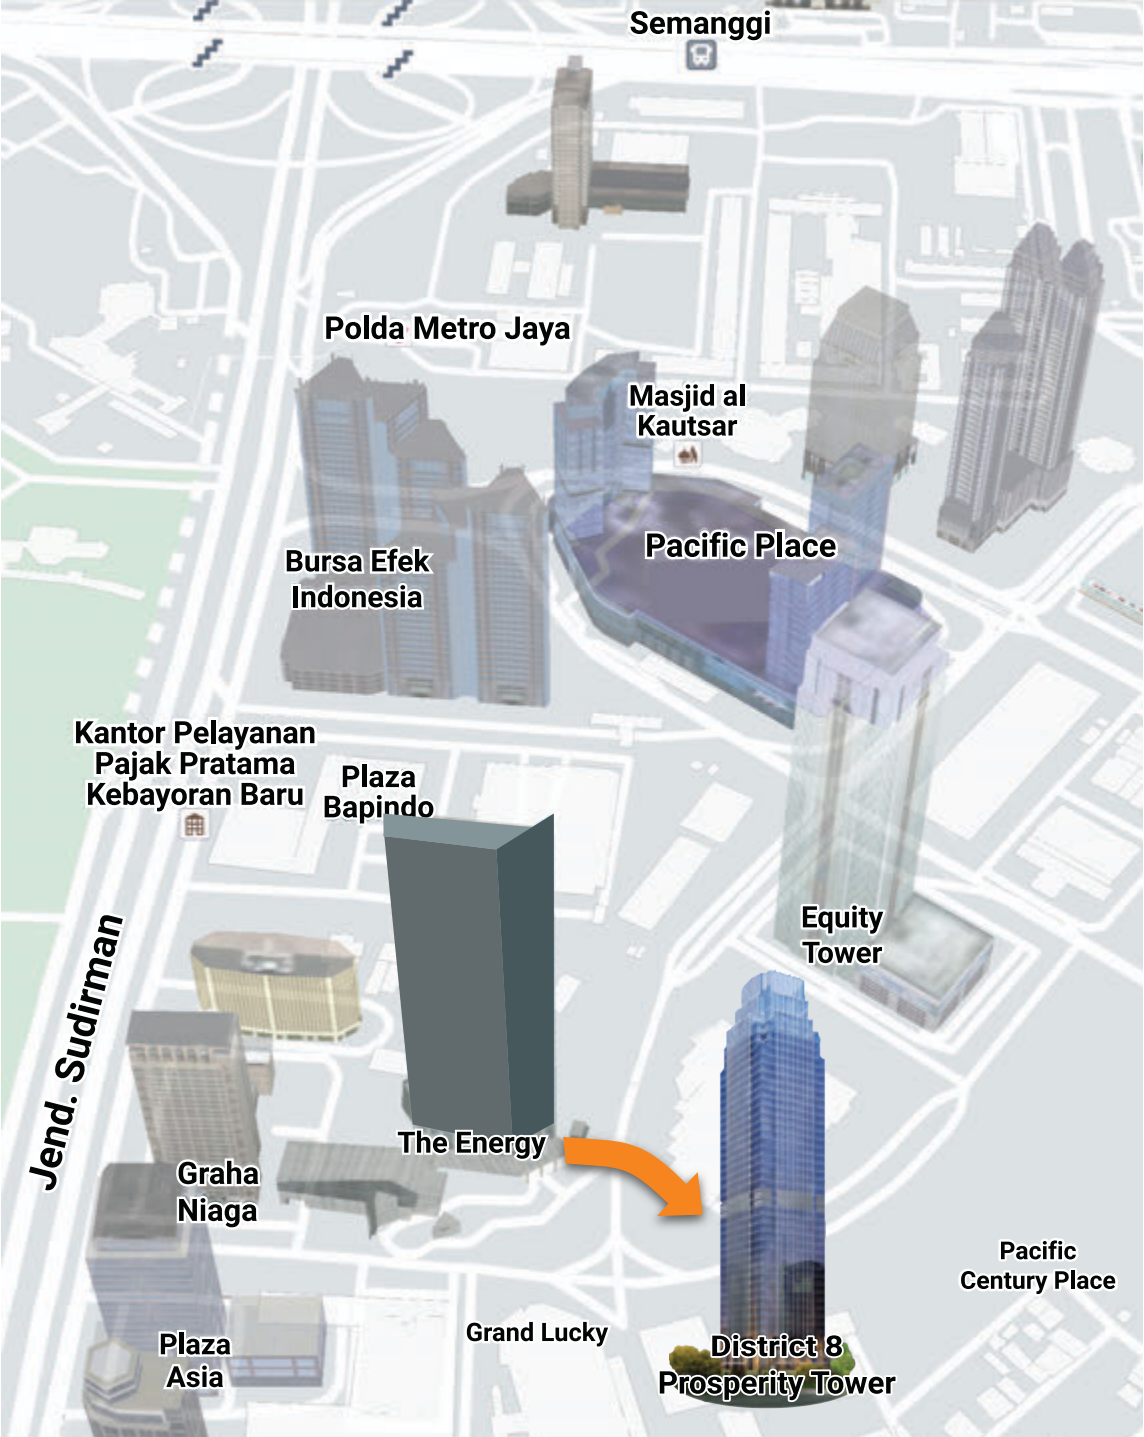 Semanggi
Polda Metro Jaya
Masjid al
Kautsar
Pacific Place
Bursa Efek
Indonesia
Kantor Pelayanan
Pajak Pratama
Kebayoran Baru
Plaza
Bapindo
Equity
Tower
Jend. Sudirman
The Energy
Graha
Niaga
Pacific
Century Place
Grand Lucky
Plaza
Asia
District 8
Prosperity Tower